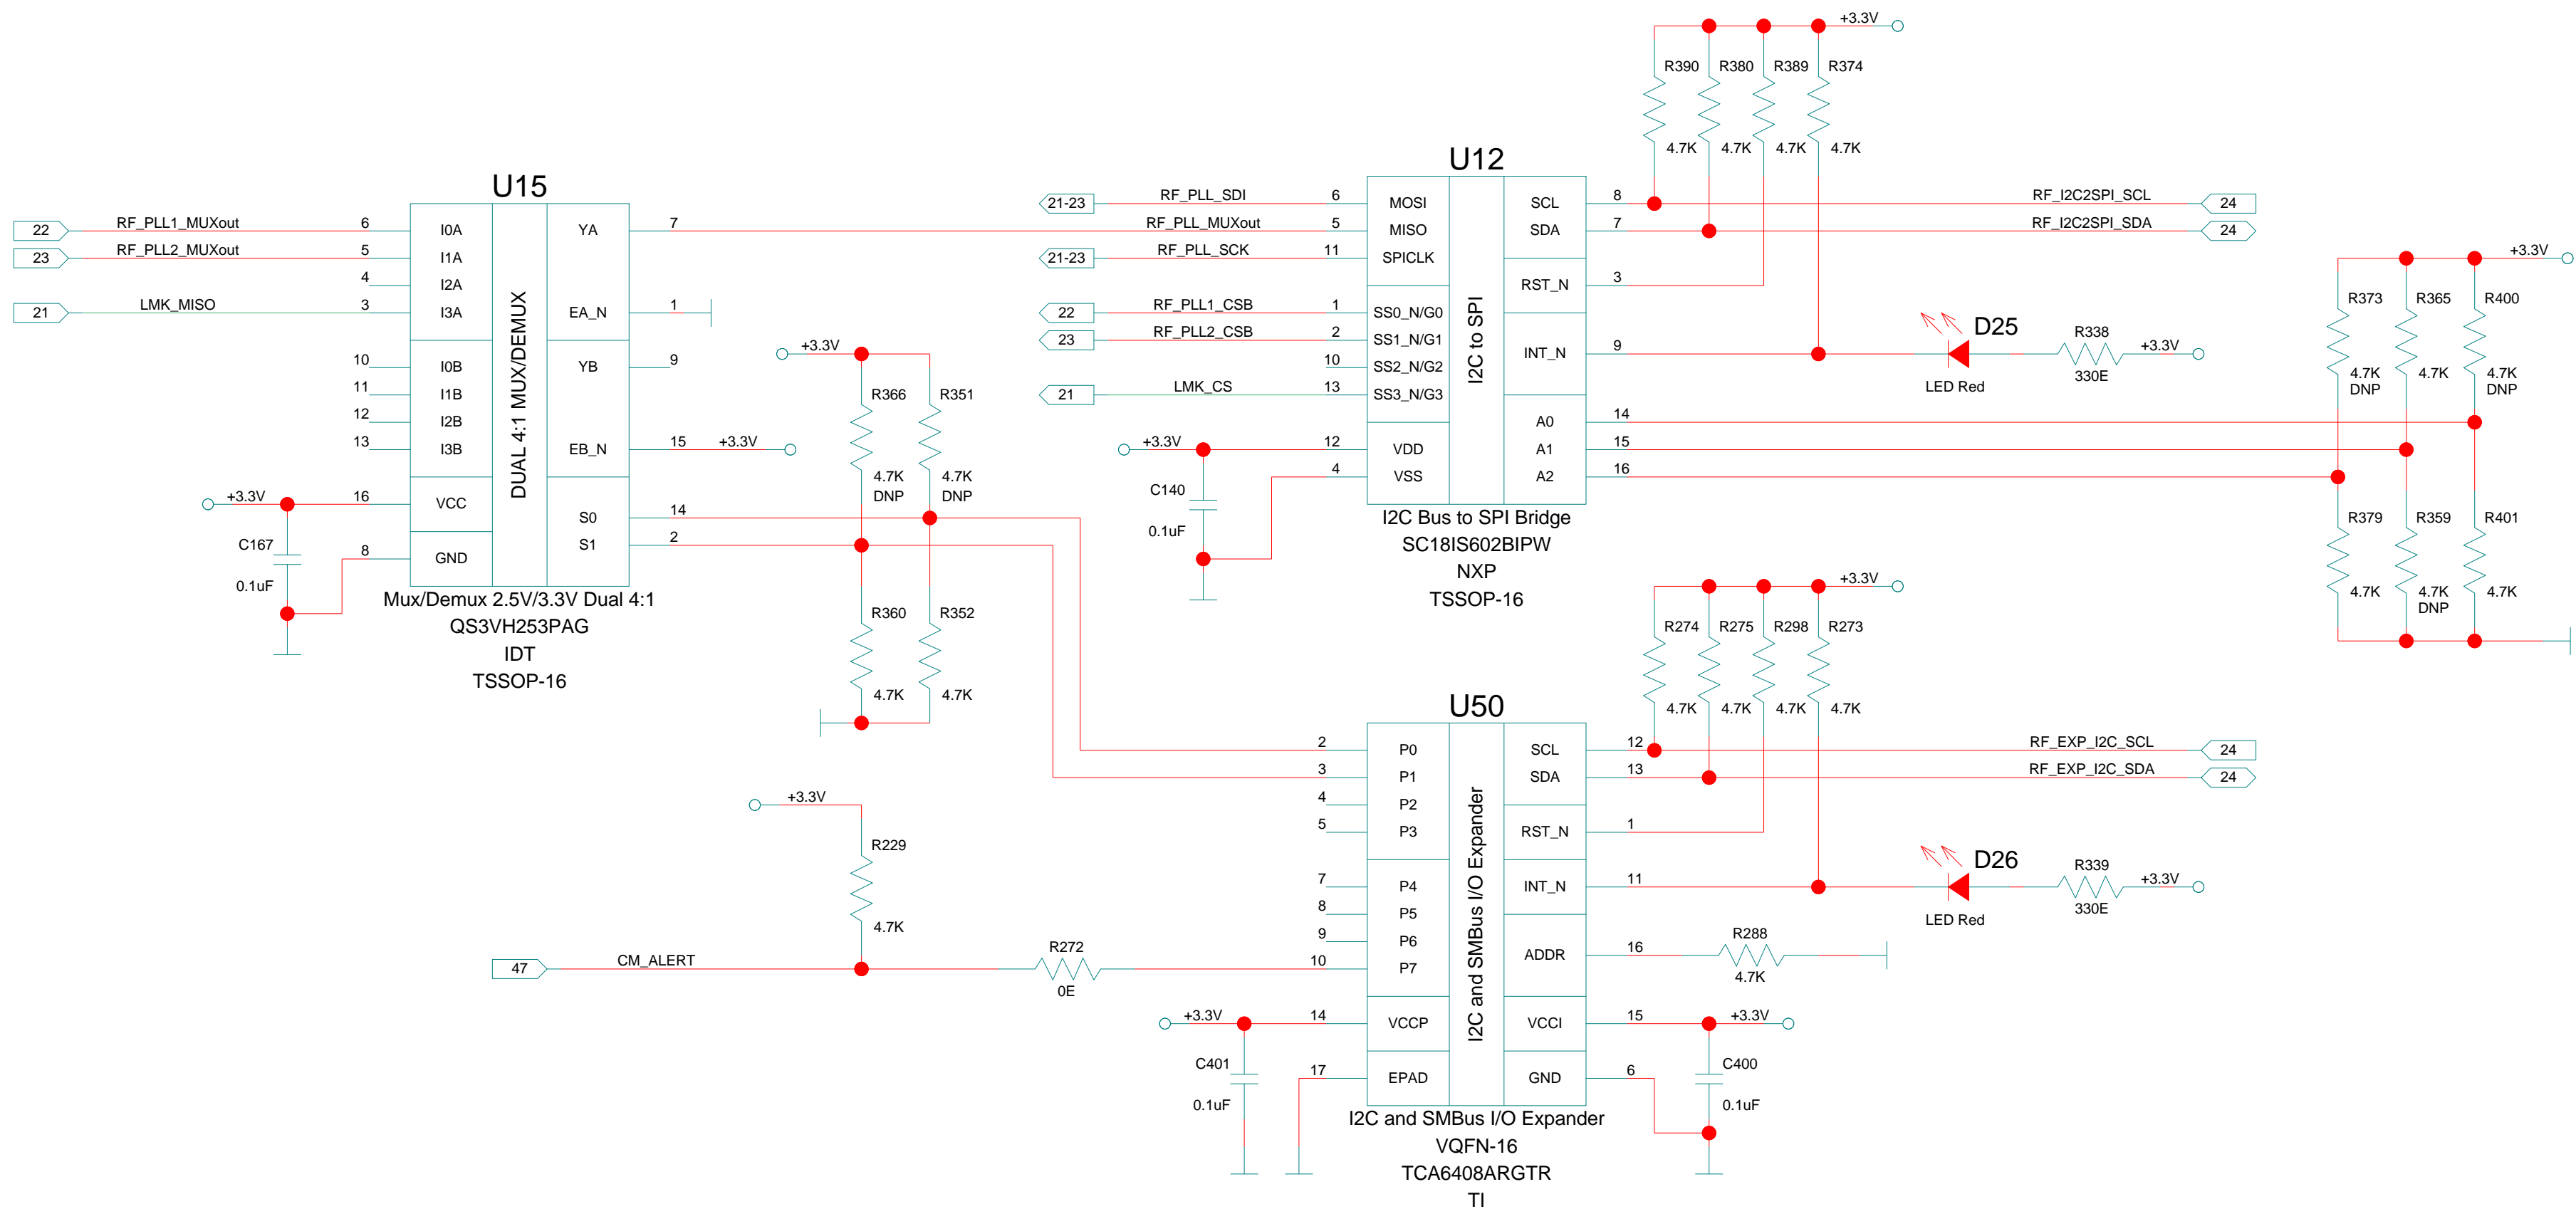 U15
22
RF_PLL1_MUXout
6
I0A
YA
7
23
RF_PLL2_MUXout
5
I1A
4
I2A
21
LMK_MISO
3
I3A
EA_N
1
10
I0B
YB
9
11
I1B
12
I2B
13
I3B
EB_N
15
+3.3V
+3.3V
16
VCC
S0
14
S1
2
8
GND
DUAL 4:1 MUX/DEMUX
C167
0.1uF
Mux/Demux 2.5V/3.3V Dual 4:1
QS3VH253PAG
IDT
TSSOP-16
+3.3V
R366
4.7K
DNP
R351
4.7K
DNP
R360
4.7K
R352
4.7K
U12
21-23
RF_PLL_SDI
6
MOSI
RF_PLL_MUXout
5
MISO
21-23
RF_PLL_SCK
11
SPICLK
22
RF_PLL1_CSB
1
SS0_N/G0
23
RF_PLL2_CSB
2
SS1_N/G1
10
SS2_N/G2
21
LMK_CS
13
SS3_N/G3
+3.3V
12
VDD
4
VSS
C140
0.1uF
I2C to SPI
SCL
8
RF_I2C2SPI_SCL
24
SDA
7
RF_I2C2SPI_SDA
24
RST_N
3
INT_N
9
A0
14
A1
15
A2
16
I2C Bus to SPI Bridge
SC18IS602BIPW
NXP
TSSOP-16
+3.3V
R390
4.7K
R380
4.7K
R389
4.7K
R374
4.7K
D25
LED Red
R338
330E
+3.3V
+3.3V
R373
4.7K
DNP
R365
4.7K
R400
4.7K
DNP
R379
4.7K
R359
4.7K
DNP
R401
4.7K
U50
2
P0
3
P1
4
P2
5
P3
7
P4
8
P5
9
P6
10
P7
+3.3V
14
VCCP
17
EPAD
C401
0.1uF
I2C and SMBus I/O Expander
SCL
12
RF_EXP_I2C_SCL
24
SDA
13
RF_EXP_I2C_SDA
24
RST_N
1
INT_N
11
ADDR
16
R288
4.7K
VCCI
15
+3.3V
GND
6
C400
0.1uF
I2C and SMBus I/O Expander
VQFN-16
TCA6408ARGTR
TI
+3.3V
R274
4.7K
R275
4.7K
R298
4.7K
R273
4.7K
D26
LED Red
R339
330E
+3.3V
+3.3V
R229
4.7K
47
CM_ALERT
R272
0E